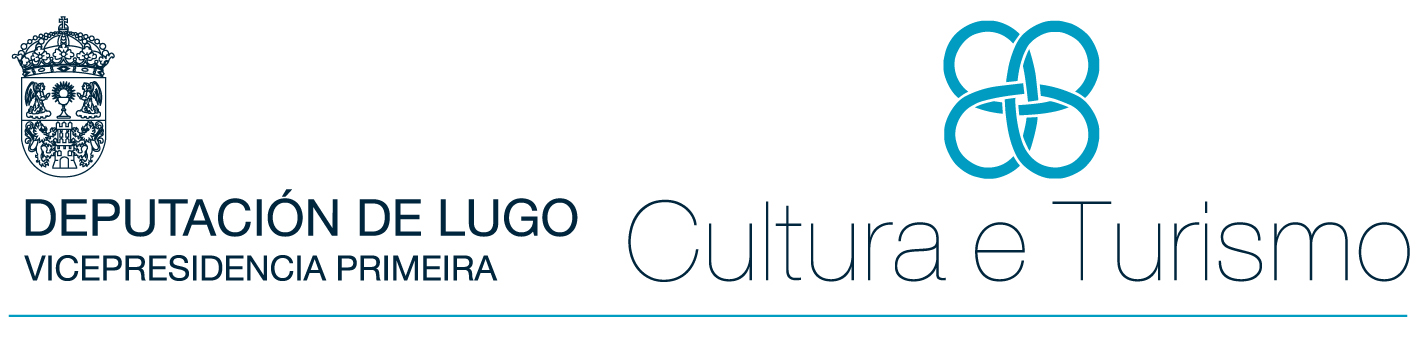 DEPUTACIÓN DE LUGO
VICEPRESIDENCIA PRIMEIRA
Cultura e Turismo